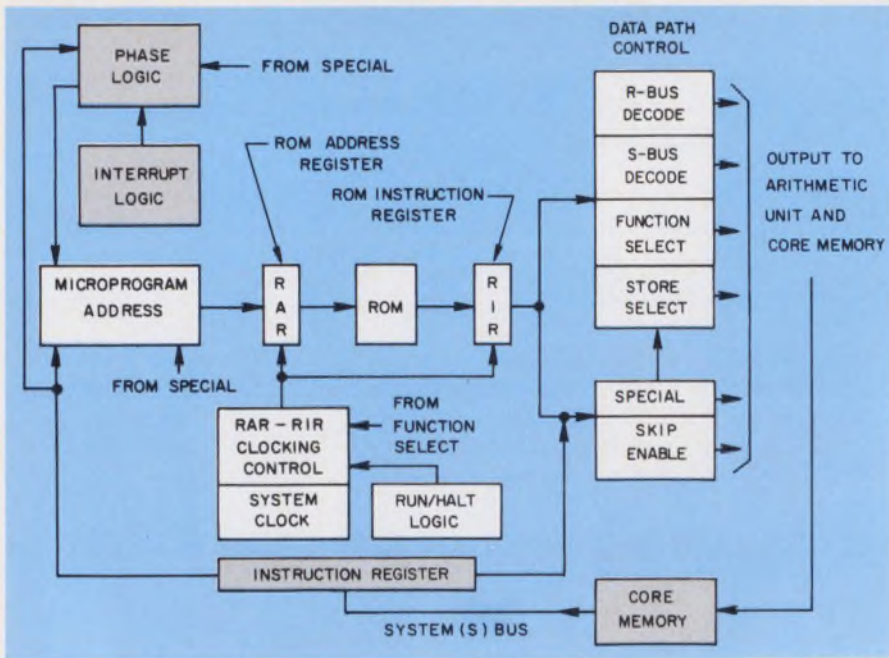 DATA PATH
CONTROL
PHASE
LOGIC
FROM SPECIAL
R-BUS
DECODE
ROM ADDRESS
REGISTER
S-BUS
DECODE
OUTPUT TO
ARITHMETIC
UNIT AND
CORE MEMORY
INTERRUPT
LOGIC
ROM INSTRUCTION
REGISTER
FUNCTION
SELECT
MICROPROGRAM
ADDRESS
R
A
R
ROM
R
I
R
STORE
SELECT
FROM SPECIAL
SPECIAL
SKIP
ENABLE
RAR-RIR
CLOCKING
CONTROL
FROM
FUNCTION
SELECT
SYSTEM
CLOCK
RUN/HALT
LOGIC
INSTRUCTION REGISTER
CORE
MEMORY
SYSTEM (S) BUS